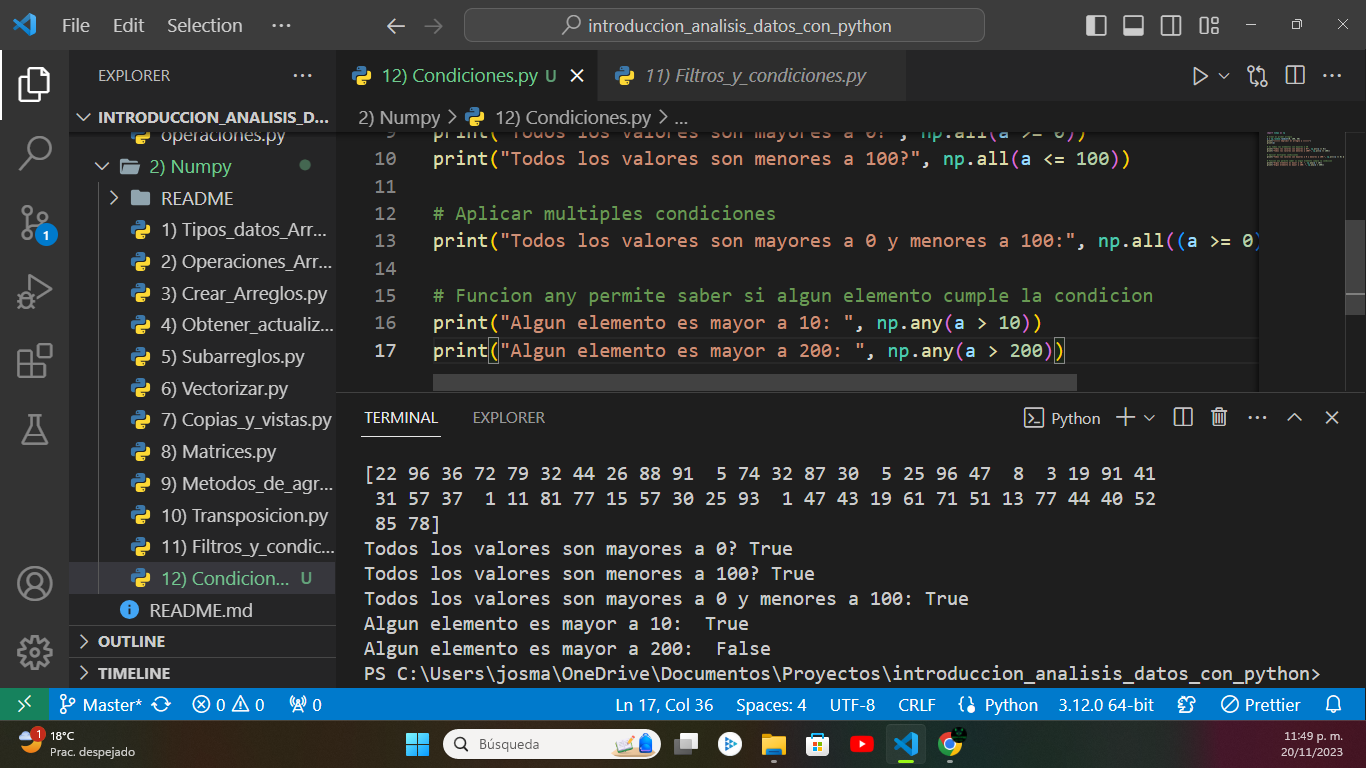 File Edit Selection ···
introduccion_analisis_datos_con_python
EXPLORER ···
INTRODUCCION_ANALISIS_D...
operaciones.py
2) Numpy
README
1) Tipos_datos_Arr...
2) Operaciones_Arr...
3) Crear_Arreglos.py
4) Obtener_actualiz...
5) Subarreglos.py
6) Vectorizar.py
7) Copias_y_vistas.py
8) Matrices.py
9) Metodos_de_agr...
10) Transposicion.py
11) Filtros_y_condic...
12) Condicion... U
README.md
OUTLINE
TIMELINE
1
12) Condiciones.py U
11) Filtros_y_condiciones.py
2) Numpy > 12) Condiciones.py > ...
9 print("Todos los valores son mayores a 0?", np.all(a >= 0))
10 print("Todos los valores son menores a 100?", np.all(a <= 100))
11
12 # Aplicar multiples condiciones
13 print("Todos los valores son mayores a 0 y menores a 100:", np.all((a >= 0)
14
15 # Funcion any permite saber si algun elemento cumple la condicion
16 print("Algun elemento es mayor a 10: ", np.any(a > 10))
17 print("Algun elemento es mayor a 200: ", np.any(a > 200))
TERMINAL EXPLORER
Python
[22 96 36 72 79 32 44 26 88 91  5 74 32 87 30  5 25 96 47  8  3 19 91 41
 31 57 37  1 11 81 77 15 57 30 25 93  1 47 43 19 61 71 51 13 77 44 40 52
 85 78]
Todos los valores son mayores a 0? True
Todos los valores son menores a 100? True
Todos los valores son mayores a 0 y menores a 100: True
Algun elemento es mayor a 10:  True
Algun elemento es mayor a 200:  False
PS C:\Users\josma\OneDrive\Documentos\Proyectos\introduccion_analisis_datos_con_python>
Master* 0 0 0 Ln 17, Col 36 Spaces: 4 UTF-8 CRLF Python 3.12.0 64-bit Prettier
1
18°C
Prac. despejado
Búsqueda
11:49 p. m.
20/11/2023